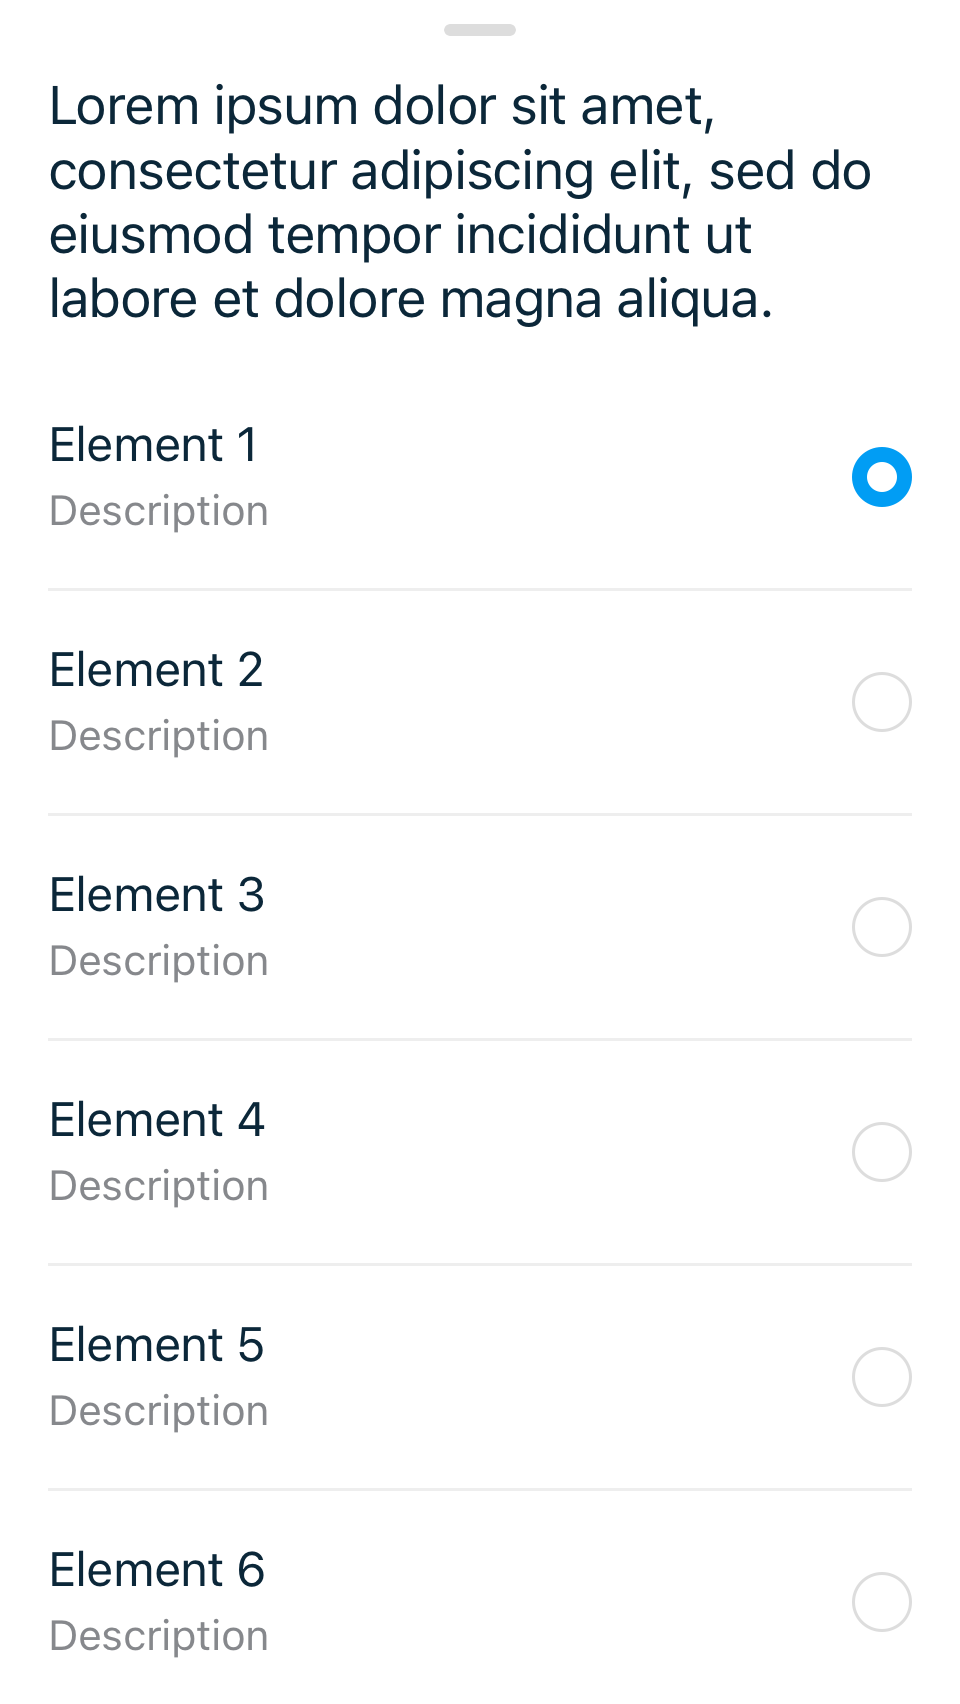 Lorem ipsum dolor sit amet,
consectetur adipiscing elit, sed do
eiusmod tempor incididunt ut
labore et dolore magna aliqua.
Element 1
Description
Element 2
Description
Element 3
Description
Element 4
Description
Element 5
Description
Element 6
Description